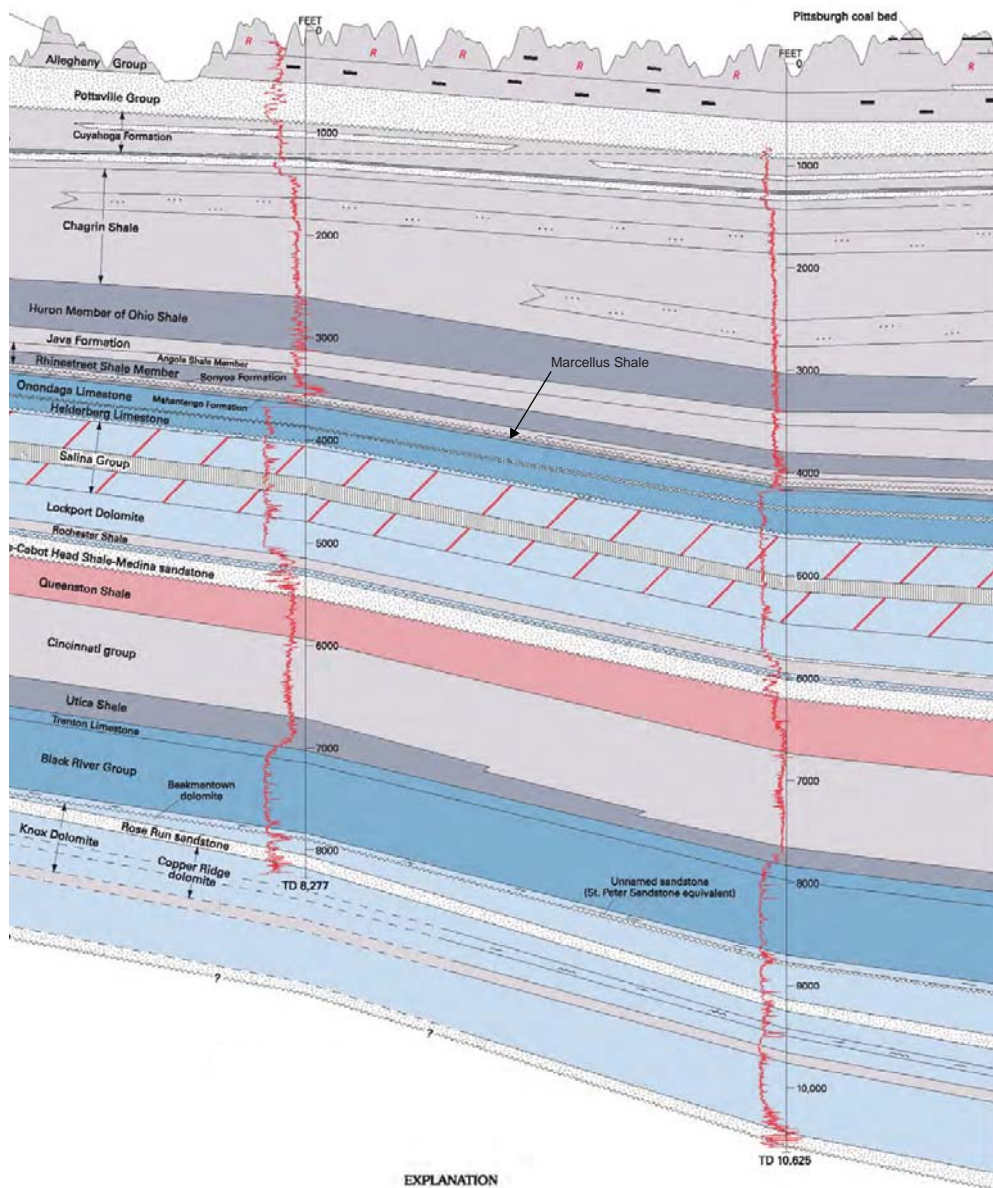 Pittsburgh coal bed
FEET
0
R
R
R
R
R
R
FEET
0
Allegheny Group
Pottsville Group
1000
Cuyahoga Formation
1000
Chagrin Shale
2000
2000
Huron Member of Ohio Shale
3000
Java Formation
Angola Shale Member
Marcellus Shale
3000
Rhinestreet Shale Member
Sonyea Formation
Onondaga Limestone
Mahantango Formation
Helderberg Limestone
4000
Salina Group
4000
Lockport Dolomite
5000
Rochester Shale
-Cabot Head Shale-Medina sandstone
5000
Queenston Shale
6000
Cincinnati group
6000
Utica Shale
Trenton Limestone
7000
Black River Group
7000
Beekmantown
dolomite
Rose Run sandstone
Knox Dolomite
8000
Copper Ridge
dolomite
TD 8,277
8000
Unnamed sandstone
(St. Peter Sandstone equivalent)
9000
?
?
10,000
TD 10,625
EXPLANATION